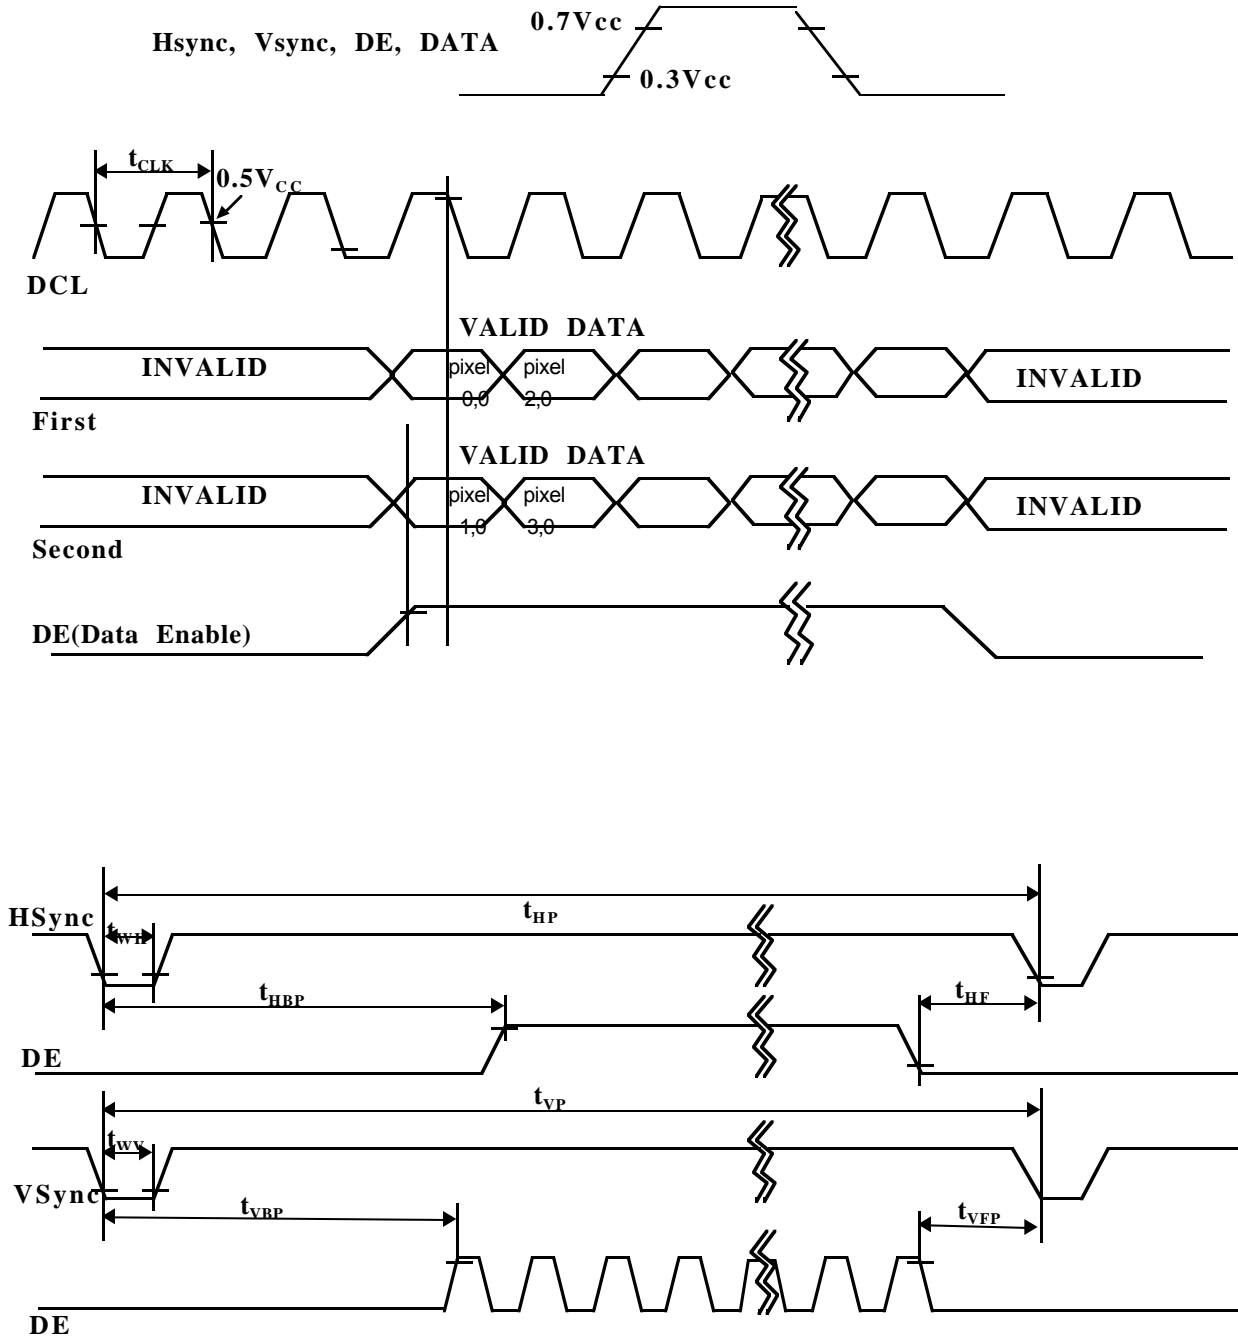 0.7Vcc
Hsync, Vsync, DE, DATA
0.3Vcc
tCLK
0.5VCC
DCL
VALID DATA
INVALID
pixel
0,0
pixel
2,0
INVALID
First
VALID DATA
INVALID
pixel
1,0
pixel
3,0
INVALID
Second
DE(Data Enable)
tHP
HSync
tWH
tHBP
tHF
DE
tVP
tWV
VSync
tVBP
tVFP
DE